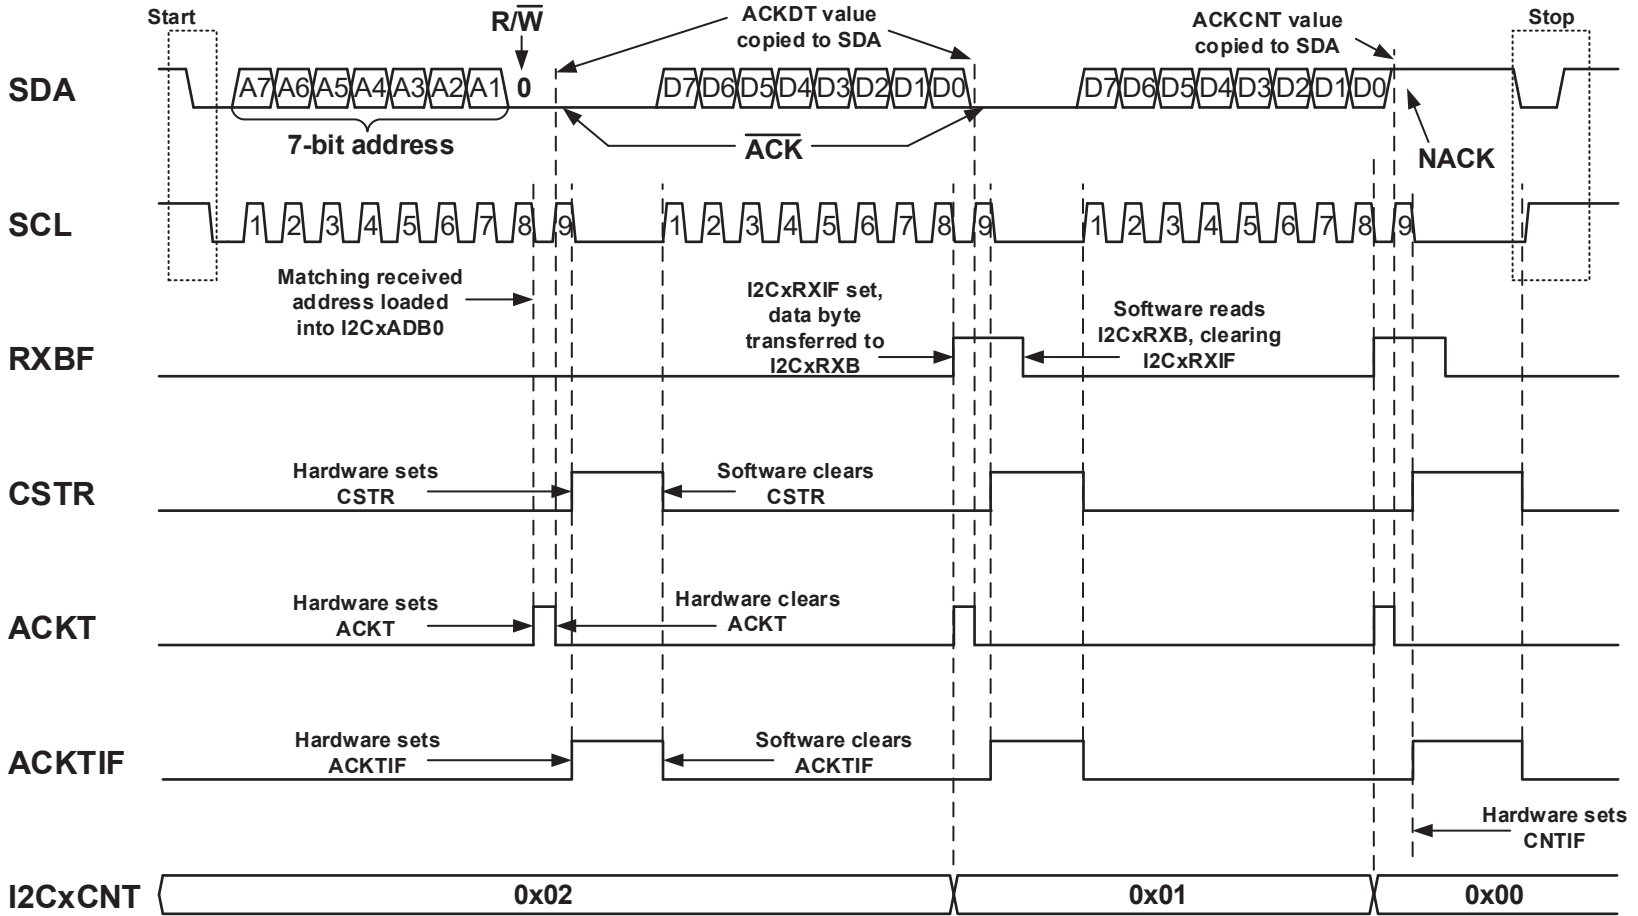 Start
R/W
ACKDT value
copied to SDA
ACKCNT value
copied to SDA
Stop
SDA
A7 A6 A5 A4 A3 A2 A1 0
D7 D6 D5 D4 D3 D2 D1 D0
D7 D6 D5 D4 D3 D2 D1 D0
7-bit address
ACK
NACK
SCL
1 2 3 4 5 6 7 8 9
1 2 3 4 5 6 7 8 9
1 2 3 4 5 6 7 8 9
Matching received
address loaded
into I2CxADB0
I2CxRXIF set,
data byte
transferred to
I2CxRXB
Software reads
I2CxRXB, clearing
I2CxRXIF
RXBF
Hardware sets
CSTR
Software clears
CSTR
CSTR
Hardware sets
ACKT
Hardware clears
ACKT
ACKT
Hardware sets
ACKTIF
Software clears
ACKTIF
ACKTIF
Hardware sets
CNTIF
I2CxCNT
0x02
0x01
0x00